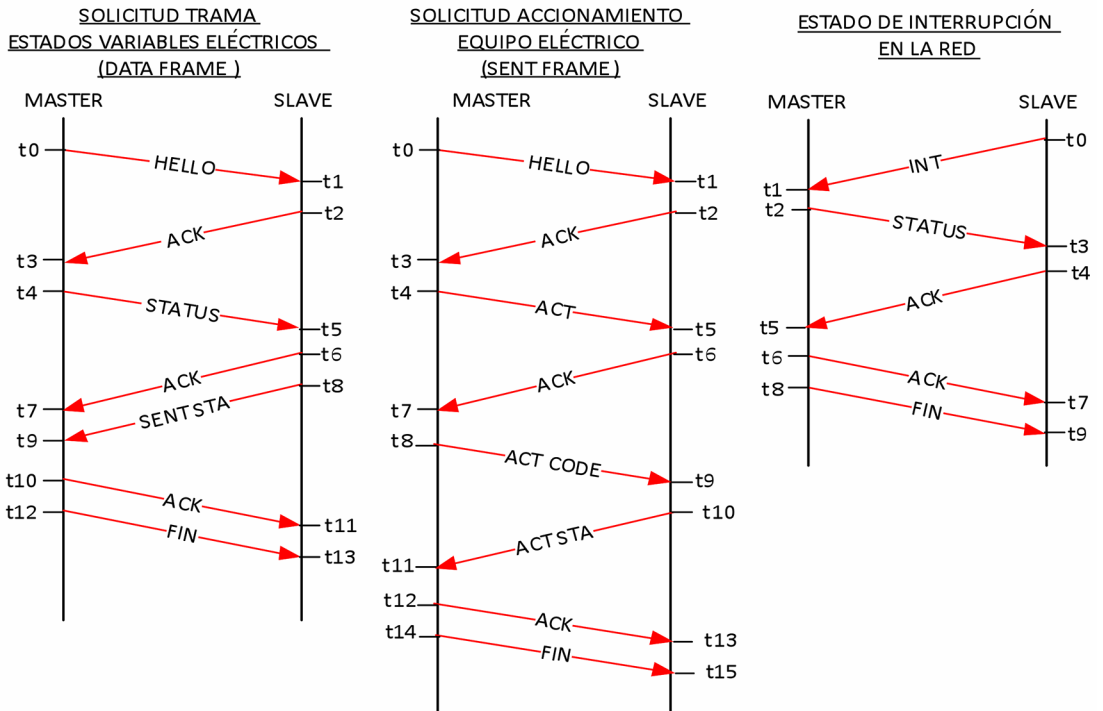 SOLICITUD TRAMA
ESTADOS VARIABLES ELÉCTRICOS
(DATA FRAME )
MASTER
SLAVE
t0
HELLO
t1
t2
ACK
t3
t4
STATUS
t5
t6
ACK
t8
t7
SENT STA
t9
t10
ACK
t12
t11
FIN
t13
SOLICITUD ACCIONAMIENTO
EQUIPO ELÉCTRICO
(SENT FRAME )
MASTER
SLAVE
t0
HELLO
t1
t2
ACK
t3
t4
ACT
t5
t6
ACK
t7
t8
ACT CODE
t9
t10
ACT STA
t11
t12
ACK
t13
t14
FIN
t15
ESTADO DE INTERRUPCIÓN
EN LA RED
MASTER
SLAVE
t0
INT
t1
t2
STATUS
t3
t4
ACK
t5
t6
ACK
t7
t8
FIN
t9